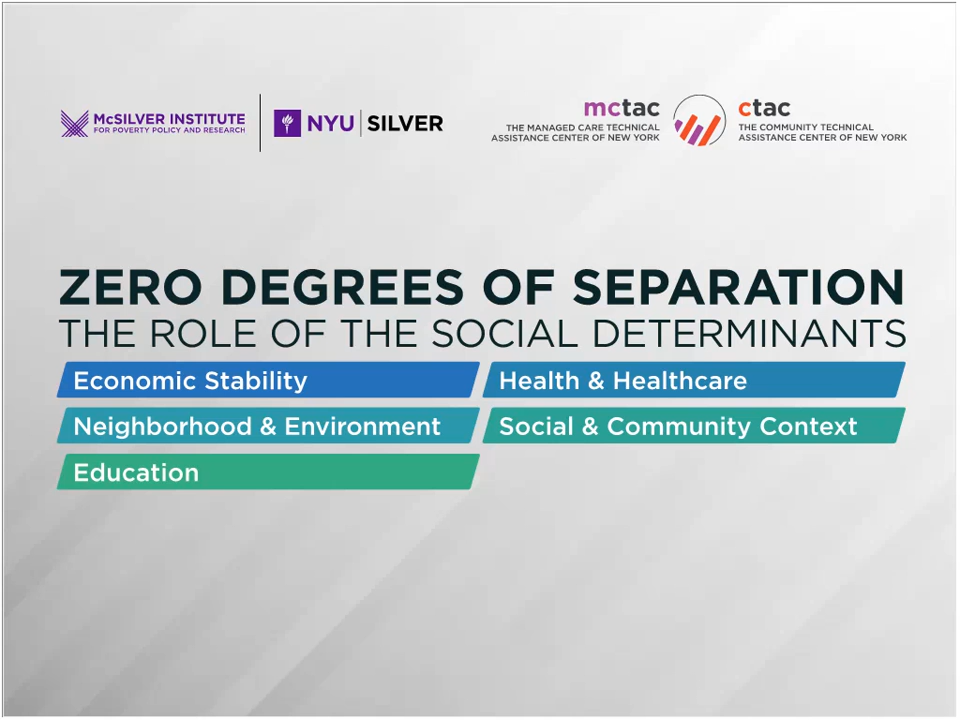 McSILVER INSTITUTE
FOR POVERTY POLICY AND RESEARCH
NYU | SILVER
mctac
THE MANAGED CARE TECHNICAL
ASSISTANCE CENTER OF NEW YORK
ctac
THE COMMUNITY TECHNICAL
ASSISTANCE CENTER OF NEW YORK
ZERO DEGREES OF SEPARATION
THE ROLE OF THE SOCIAL DETERMINANTS
Economic Stability
Health & Healthcare
Neighborhood & Environment
Social & Community Context
Education